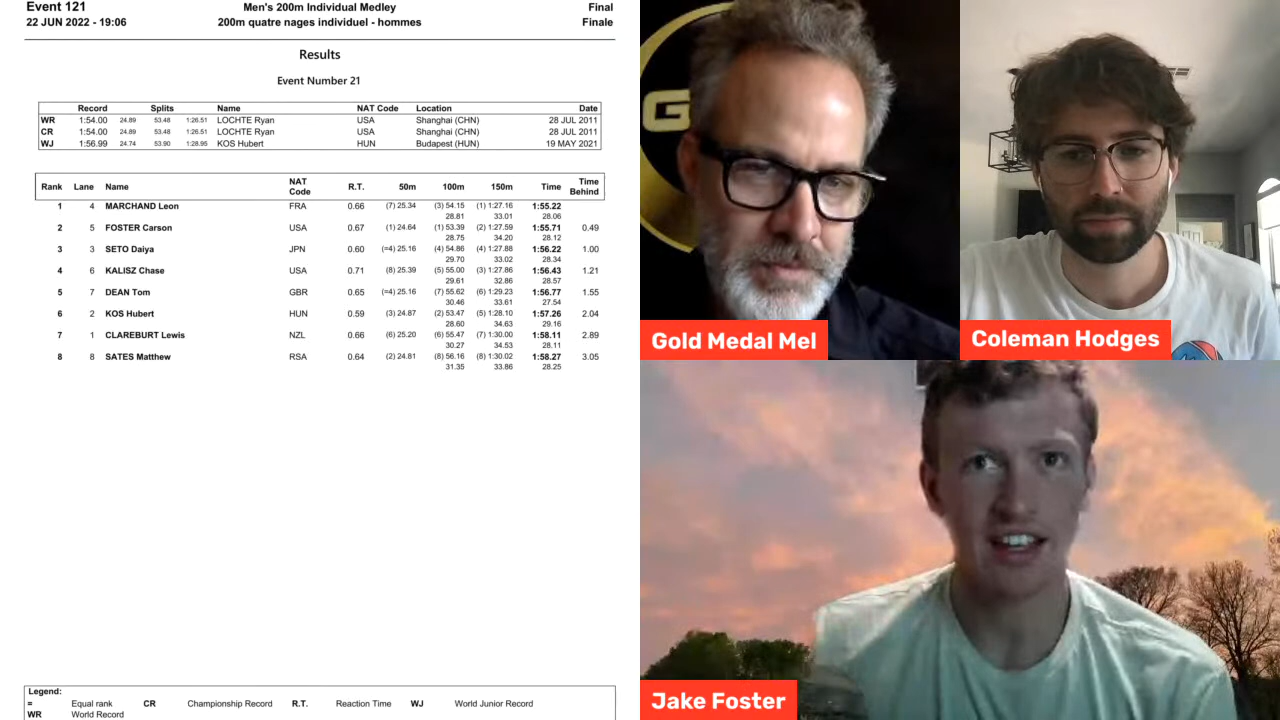 Event 121 Men's 200m Individual Medley Final
22 JUN 2022 - 19:06 200m quatre nages individuel - hommes Finale
Results
Event Number 21
Record Splits Name NAT Code Location Date
WR 1:54.00 24.89 53.48 1:26.51 LOCHTE Ryan USA Shanghai (CHN) 28 JUL 2011
CR 1:54.00 24.89 53.48 1:26.51 LOCHTE Ryan USA Shanghai (CHN) 28 JUL 2011
WJ 1:56.99 24.74 53.90 1:28.95 KOS Hubert HUN Budapest (HUN) 19 MAY 2021
Rank Lane Name NAT Code R.T. 50m 100m 150m Time Time Behind
1 4 MARCHAND Leon FRA 0.66 (7) 25.34 (3) 54.15 (1) 1:27.16 1:55.22
28.81 33.01 28.06
2 5 FOSTER Carson USA 0.67 (1) 24.64 (1) 53.39 (2) 1:27.59 1:55.71 0.49
28.75 34.20 28.12
3 3 SETO Daiya JPN 0.60 (=4) 25.16 (4) 54.86 (4) 1:27.88 1:56.22 1.00
29.70 33.02 28.34
4 6 KALISZ Chase USA 0.71 (8) 25.39 (5) 55.00 (3) 1:27.86 1:56.43 1.21
29.61 32.86 28.57
5 7 DEAN Tom GBR 0.65 (=4) 25.16 (7) 55.62 (6) 1:29.23 1:56.77 1.55
30.46 33.61 27.54
6 2 KOS Hubert HUN 0.59 (3) 24.87 (2) 53.47 (5) 1:28.10 1:57.26 2.04
28.60 34.63 29.16
7 1 CLAREBURT Lewis NZL 0.66 (6) 25.20 (6) 55.47 (7) 1:30.00 1:58.11 2.89
30.27 34.53 28.11
8 8 SATES Matthew RSA 0.64 (2) 24.81 (8) 56.16 (8) 1:30.02 1:58.27 3.05
31.35 33.86 28.25
Legend:
= Equal rank CR Championship Record R.T. Reaction Time WJ World Junior Record
WR World Record
G
Gold Medal Mel
Coleman Hodges
Jake Foster